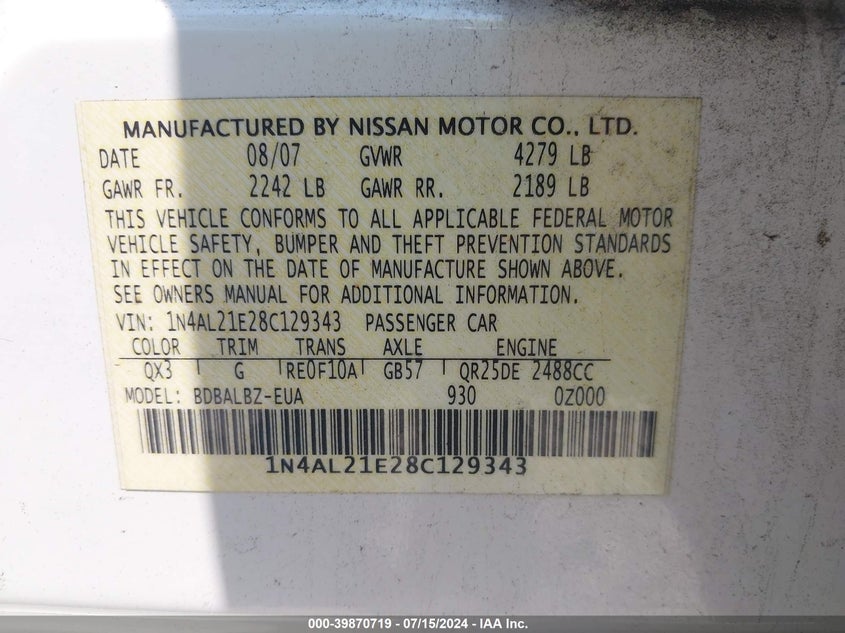 MANUFACTURED BY NISSAN MOTOR CO., LTD.
DATE 08/07 GVWR 4279 LB
GAWR FR. 2242 LB GAWR RR. 2189 LB
THIS VEHICLE CONFORMS TO ALL APPLICABLE FEDERAL MOTOR
VEHICLE SAFETY, BUMPER AND THEFT PREVENTION STANDARDS
IN EFFECT ON THE DATE OF MANUFACTURE SHOWN ABOVE.
SEE OWNERS MANUAL FOR ADDITIONAL INFORMATION.
VIN: 1N4AL21E28C129343 PASSENGER CAR
COLOR TRIM TRANS AXLE ENGINE
QX3 G RE0F10A GB57 QR25DE 2488CC
MODEL: BDBALBZ-EUA 930 0Z000
1N4AL21E28C129343
000-39870719 - 07/15/2024 - IAA Inc.